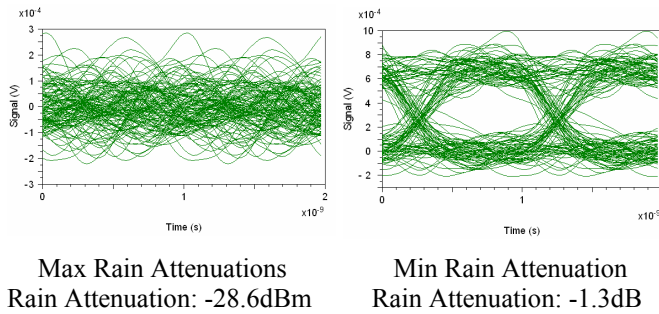 x10⁻⁴
3
2
1
0
-1
-2
-3
Signal (V)
0
1
2
x10⁻⁹
Time (s)
x10⁻⁴
10
8
6
4
2
0
- 2
Signal (V)
0
1
x10⁻⁹
Time (s)
Max Rain Attenuations
Rain Attenuation: -28.6dBm
Min Rain Attenuation
Rain Attenuation: -1.3dB